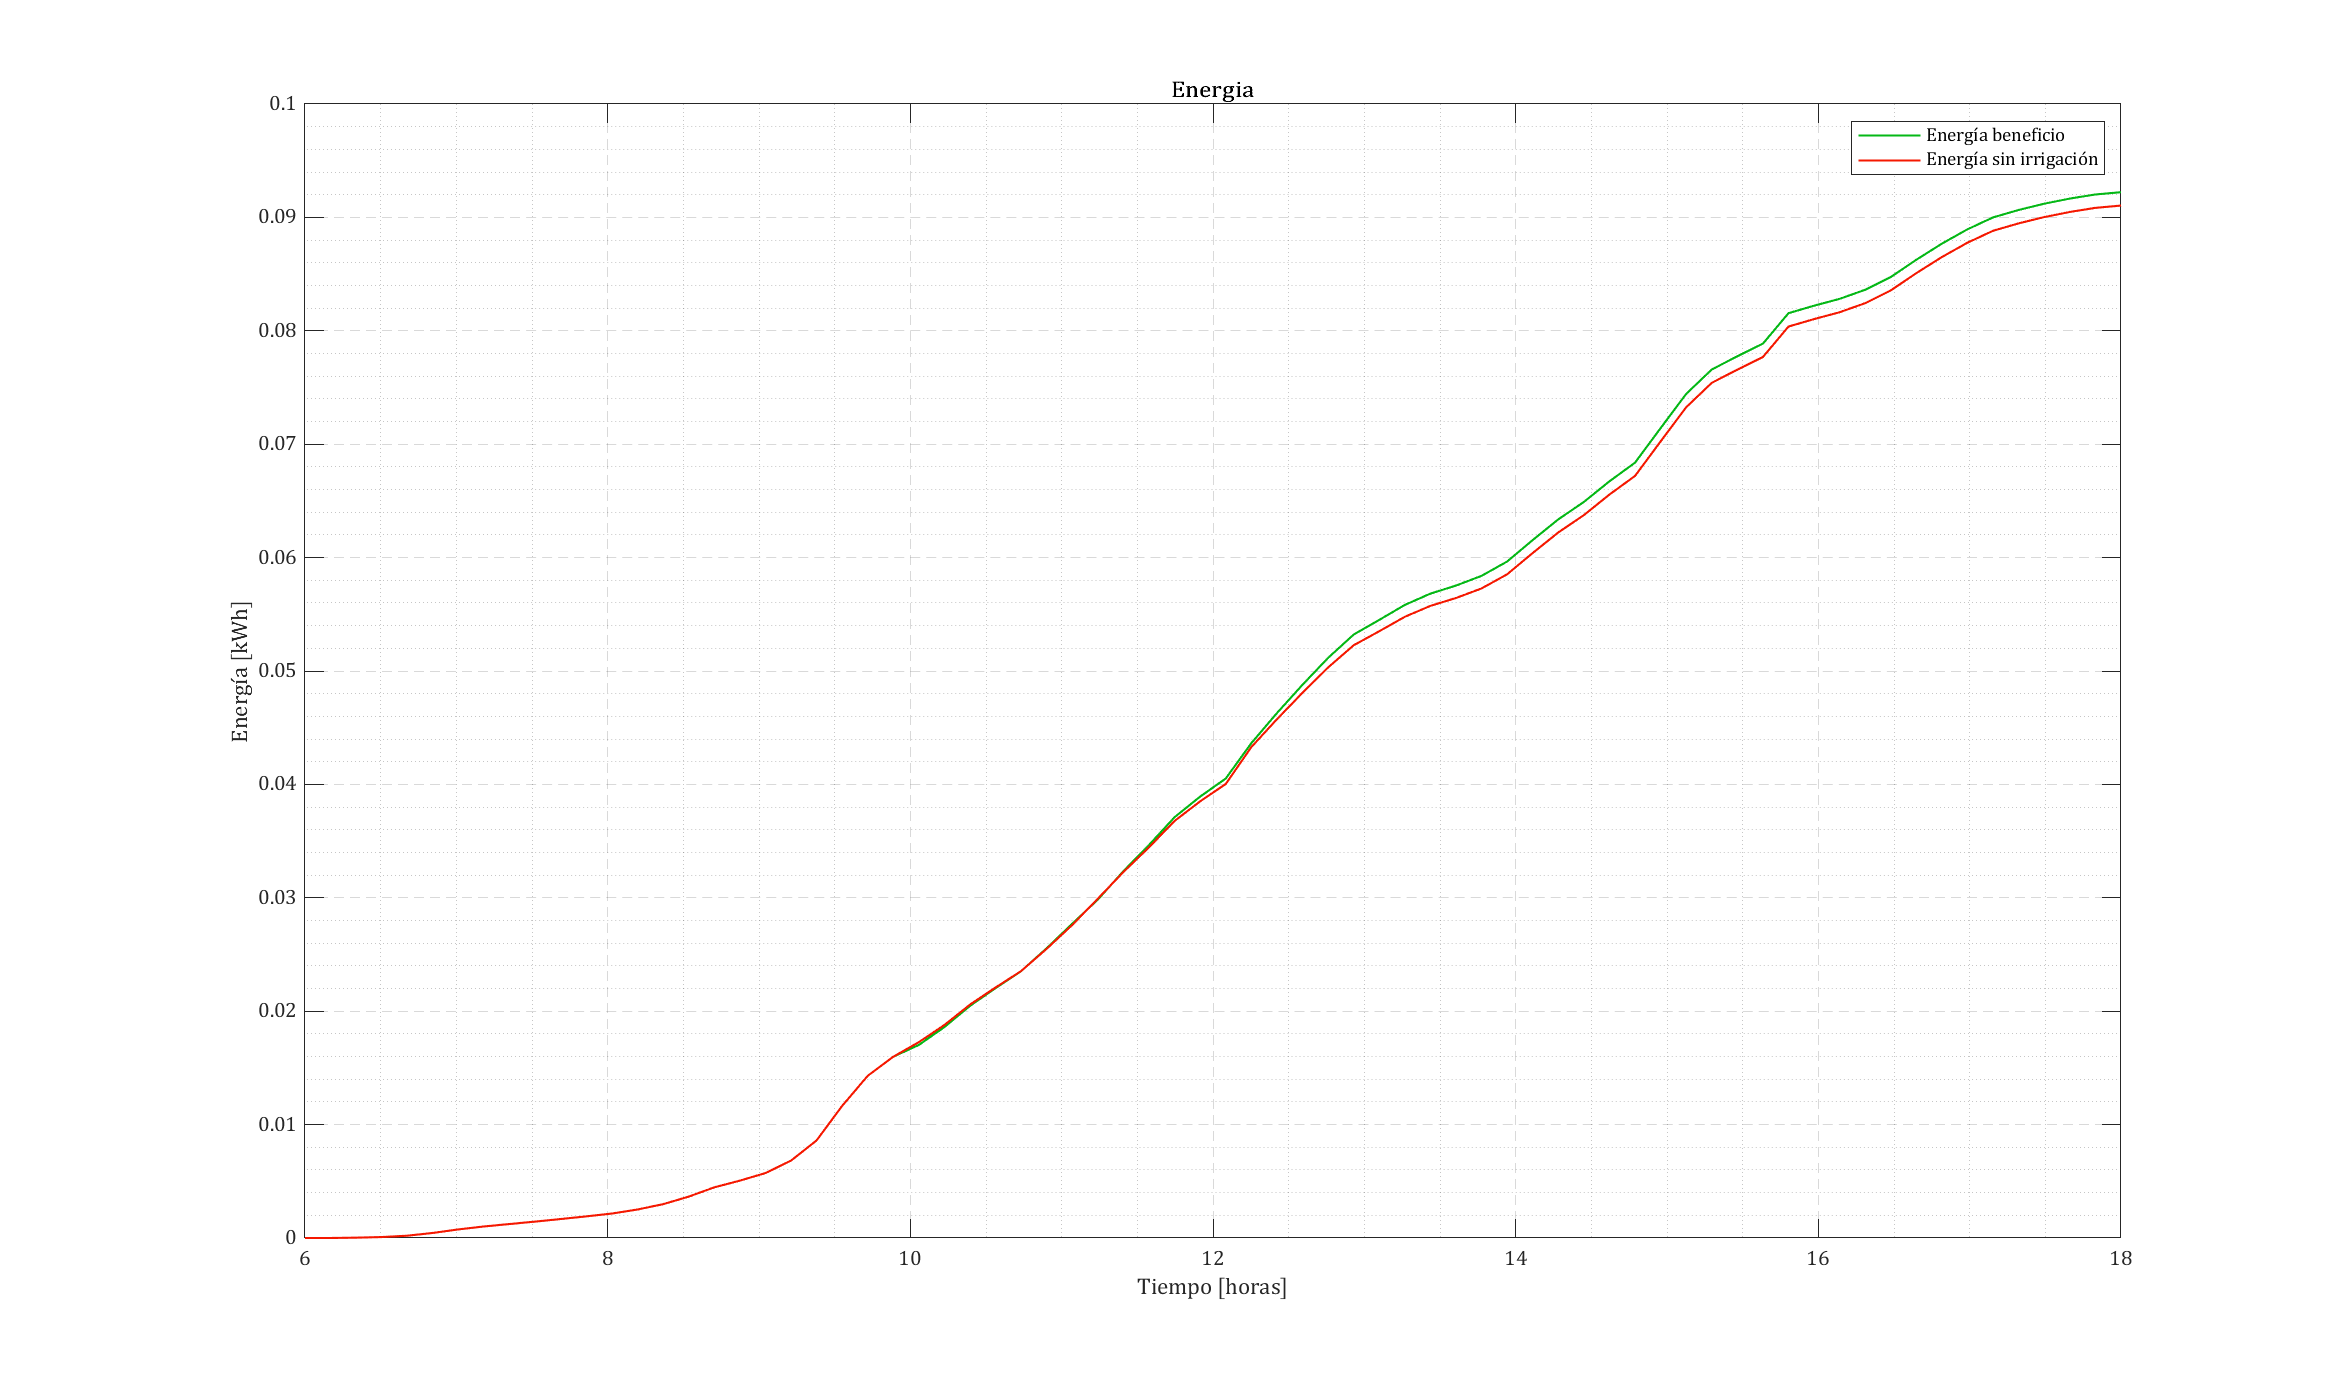 Energia
Energía beneficio
Energía sin irrigación
0.1
0.09
0.08
0.07
0.06
0.05
0.04
0.03
0.02
0.01
0
Energía [kWh]
6 8 10 12 14 16 18
Tiempo [horas]